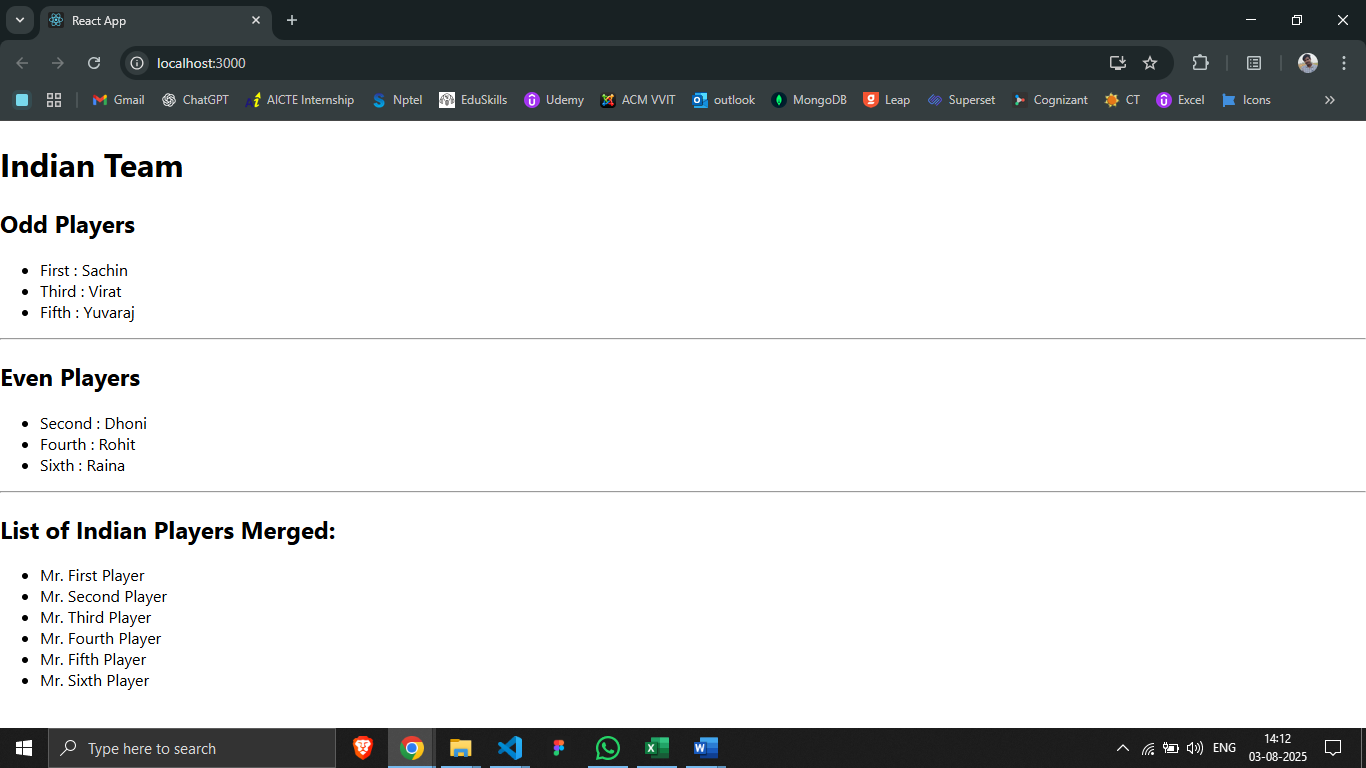 React App
localhost:3000
Gmail ChatGPT AICTE Internship Nptel EduSkills Udemy ACM VVIT outlook MongoDB Leap Superset Cognizant CT Excel Icons
Indian Team
Odd Players
First : Sachin
Third : Virat
Fifth : Yuvaraj
Even Players
Second : Dhoni
Fourth : Rohit
Sixth : Raina
List of Indian Players Merged:
Mr. First Player
Mr. Second Player
Mr. Third Player
Mr. Fourth Player
Mr. Fifth Player
Mr. Sixth Player
Type here to search
ENG
14:12
03-08-2025